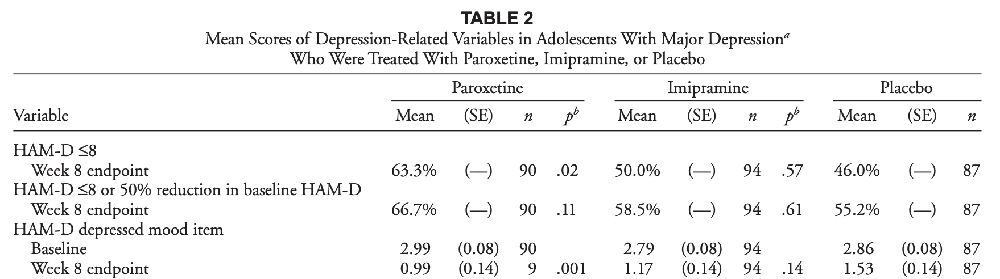 TABLE 2
Mean Scores of Depression-Related Variables in Adolescents With Major Depressionᵃ
Who Were Treated With Paroxetine, Imipramine, or Placebo
Paroxetine Imipramine Placebo
Variable Mean (SE) n pᵇ Mean (SE) n pᵇ Mean (SE) n
HAM-D ≤8
Week 8 endpoint 63.3% (—) 90 .02 50.0% (—) 94 .57 46.0% (—) 87
HAM-D ≤8 or 50% reduction in baseline HAM-D
Week 8 endpoint 66.7% (—) 90 .11 58.5% (—) 94 .61 55.2% (—) 87
HAM-D depressed mood item
Baseline 2.99 (0.08) 90 2.79 (0.08) 94 2.86 (0.08) 87
Week 8 endpoint 0.99 (0.14) 9 .001 1.17 (0.14) 94 .14 1.53 (0.14) 87